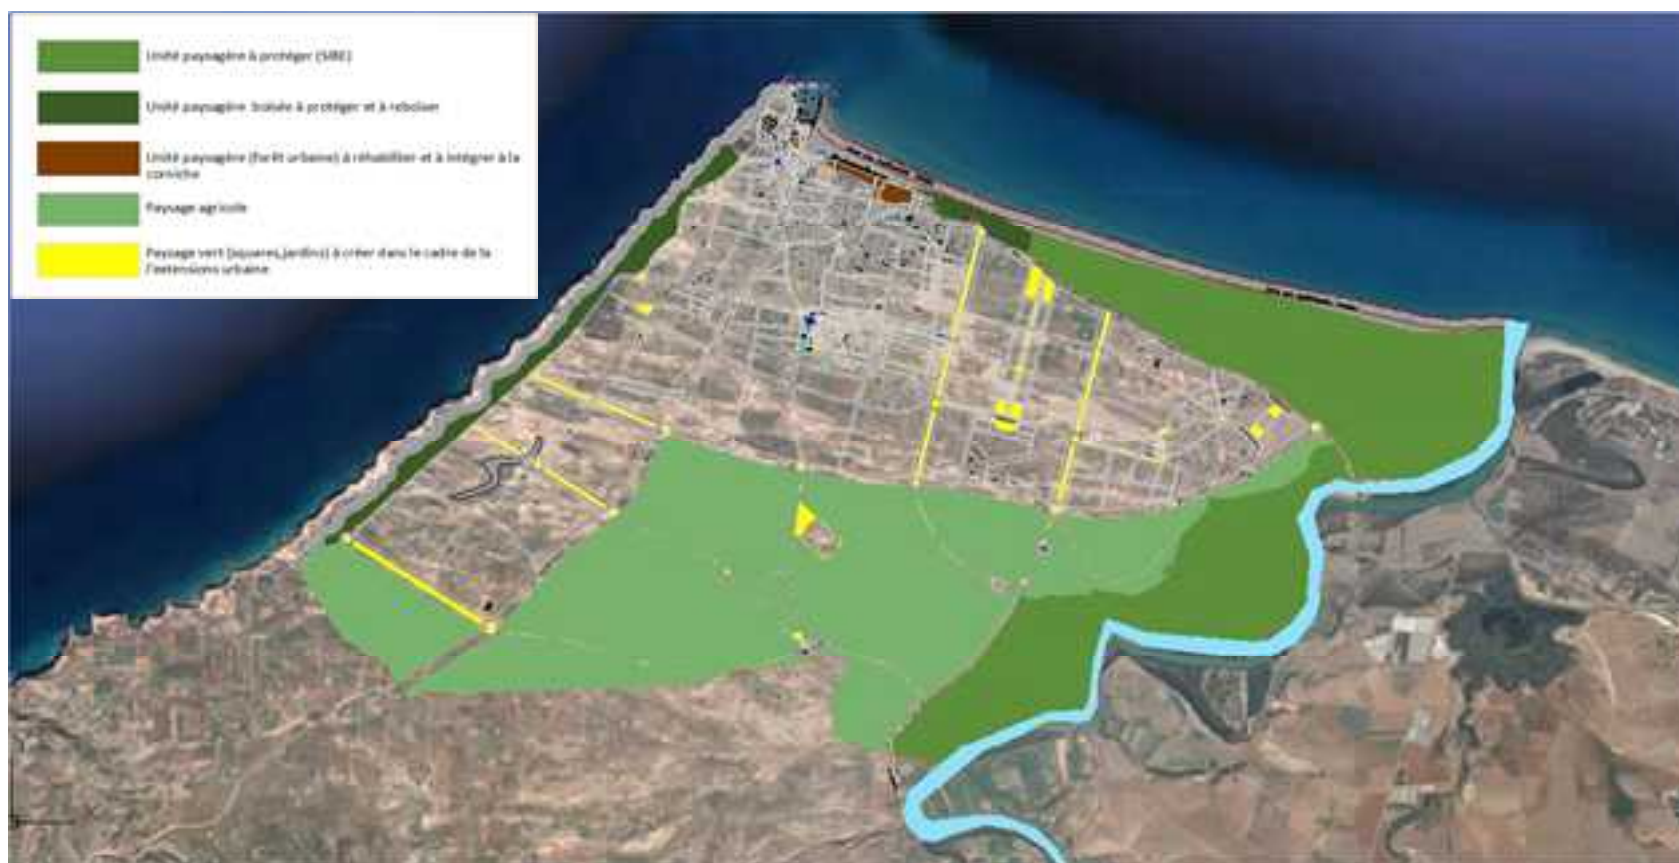 Unité paysagère à protéger (SIBE)
Unité paysagère boisée à protéger et à reboiser
Unité paysagère (forêt urbaine) à réhabiliter et à intégrer à la
corniche
Paysage agricole
Paysage vert (squares,jardins) à créer dans le cadre de la
l'extensions urbaine